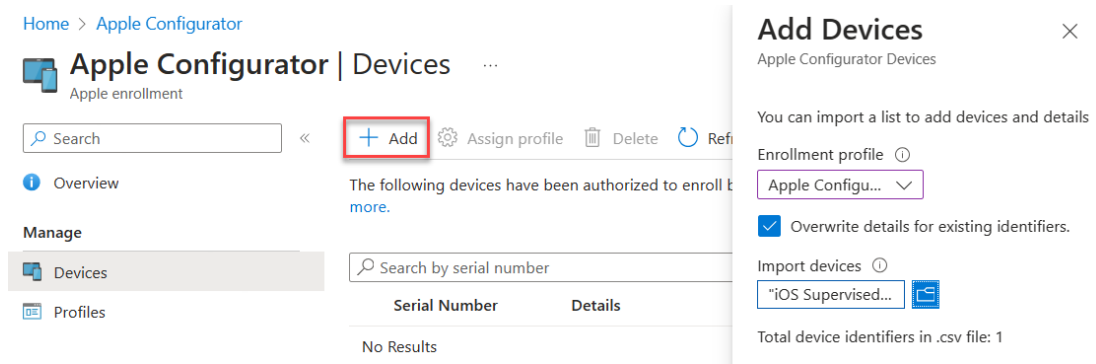 Home > Apple Configurator
Apple Configurator | Devices ...
Apple enrollment
Search
Overview
Manage
Devices
Profiles
Add Assign profile Delete
The following devices have been authorized to enroll
more.
Search by serial number
Serial Number Details
No Results
Add Devices
Apple Configurator Devices
You can import a list to add devices and details
Enrollment profile
Apple Configu...
Overwrite details for existing identifiers.
Import devices
"iOS Supervised...
Total device identifiers in .csv file: 1